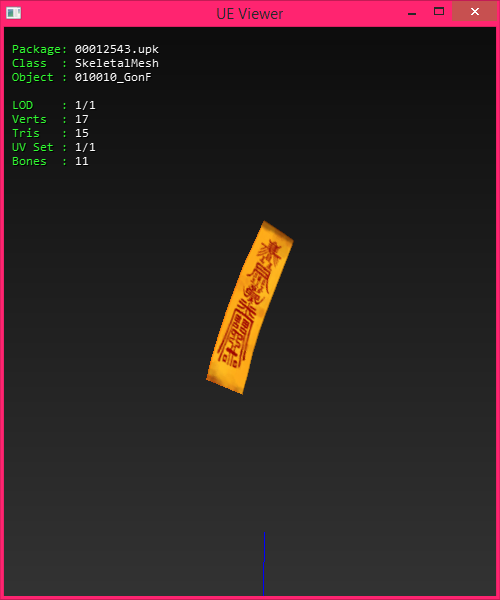 UE Viewer
Package: 00012543.upk
Class : SkeletalMesh
Object : 010010_GonF
LOD : 1/1
Verts : 17
Tris : 15
UV Set : 1/1
Bones : 11